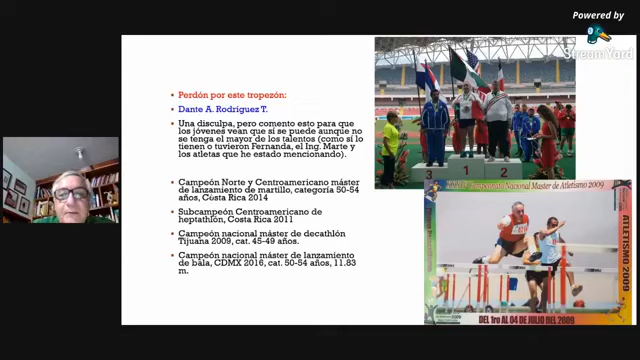 Powered by
StreamYard
Perdón por este tropezón:
Dante A. Rodríguez T.
Una disculpa, pero comento esto para que
los jóvenes vean que sí se puede aunque no
se tenga el mayor de los talentos (como sí lo
tienen o tuvieron Fernanda, el Ing. Marte y
los atletas que he estado mencionando).
Campeón Norte y Centroamericano máster
de lanzamiento de martillo, categoría 50-54
años, Costa Rica 2014
Subcampeón Centroamericano de
heptathlón, Costa Rica 2011
Campeón nacional máster de decathlón
Tijuana 2009, cat. 45-49 años.
Campeón nacional máster de lanzamiento
de bala, CDMX 2016, cat. 50-54 años, 11.83
m.
3
1
2
Campeonato Nacional Master de Atletismo 2009
ATLETISMO 2009
DEL 1ro AL 04 DE JULIO DEL 2009